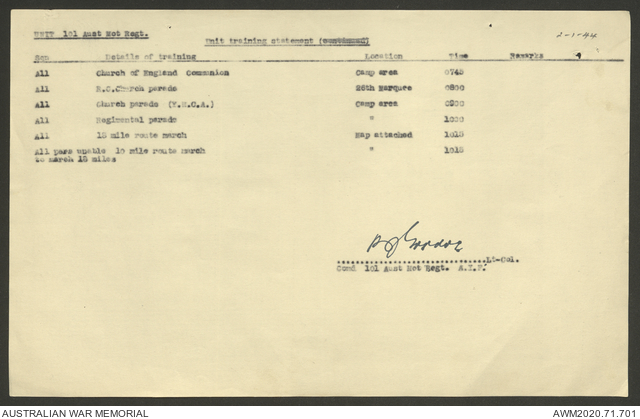 UNIT 101 Aust Mot Regt. 2-1-44
Unit training statement (continued)
Details of training Location Time Remarks
All Church of England Communion Camp area 0745
All R.C.Church parade 26th Marquee 0800
All Church parade (Y.M.C.A.) Camp area 0900
All Regimental parade " 1000
All 15 mile route march Map attached 1015
All pers unable 10 mile route march " 1015
to march 15 miles
..............................Lt-Col.
Comd 101 Aust Mot Regt. A.I.F.
AUSTRALIAN WAR MEMORIAL AWM2020.71.701